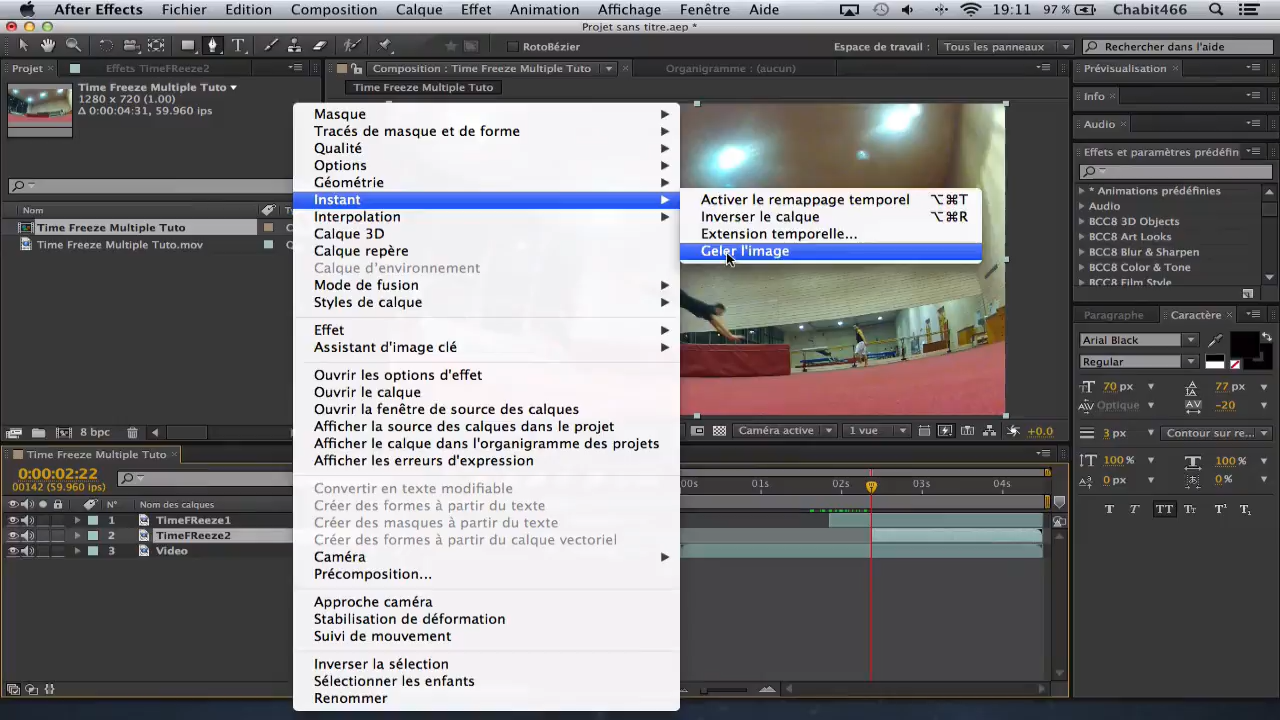 After Effects Fichier Edition Composition Calque Effet Animation Affichage Fenêtre Aide 19:11 97 % Chabit466
Projet sans titre.aep *
RotoBézier Espace de travail : Tous les panneaux Rechercher dans l'aide
Projet Effets TimeFReeze2 Composition : Time Freeze Multiple Tuto Organigramme : (aucun) Prévisualisation
Time Freeze Multiple Tuto
1280 x 720 (1.00)
Δ 0:00:04:31, 59.960 ips
Time Freeze Multiple Tuto
Info
Audio
Effets et paramètres prédéfin
Nom
Time Freeze Multiple Tuto
Time Freeze Multiple Tuto.mov
8 bpc
Masque
Tracés de masque et de forme
Qualité
Options
Géométrie
Instant
Interpolation
Calque 3D
Calque repère
Calque d'environnement
Mode de fusion
Styles de calque
Effet
Assistant d'image clé
Ouvrir les options d'effet
Ouvrir le calque
Ouvrir la fenêtre de source des calques
Afficher la source des calques dans le projet
Afficher le calque dans l'organigramme des projets
Afficher les erreurs d'expression
Convertir en texte modifiable
Créer des formes à partir du texte
Créer des masques à partir du texte
Créer des formes à partir du calque vectoriel
Caméra
Précomposition...
Approche caméra
Stabilisation de déformation
Suivi de mouvement
Inverser la sélection
Sélectionner les enfants
Renommer
Activer le remappage temporel ⌥⌘T
Inverser le calque ⌥⌘R
Extension temporelle...
Geler l'image
* Animations prédéfinies
Audio
BCC8 3D Objects
BCC8 Art Looks
BCC8 Blur & Sharpen
BCC8 Color & Tone
BCC8 Film Style
Paragraphe Caractère
Arial Black
Regular
70 px 77 px
Optique -20
3 px Contour sur re...
100 % 100 %
0 px 0 %
Caméra active 1 vue +0.0
Time Freeze Multiple Tuto
0:00:02:22
00142 (59.960 ips)
N° Nom des calques
1 TimeFReeze1
2 TimeFReeze2
3 Video
00s 01s 02s 03s 04s